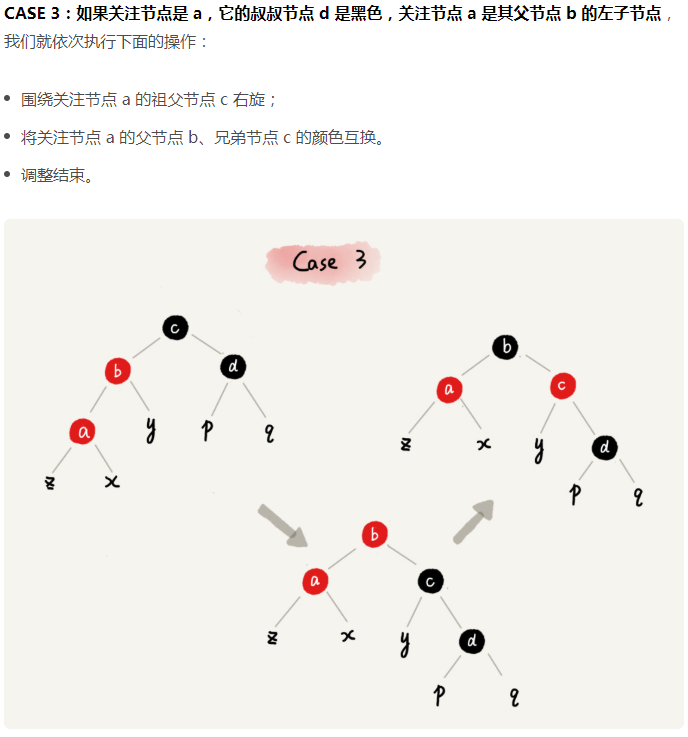 CASE 3：如果关注节点是 a，它的叔叔节点 d 是黑色，关注节点 a 是其父节点 b 的左子节点，
我们就依次执行下面的操作：
围绕关注节点 a 的祖父节点 c 右旋；
将关注节点 a 的父节点 b、兄弟节点 c 的颜色互换。
调整结束。
Case 3
c
b d
a y p q
z x
b
a c
z x y d
p q
b
a c
z x y d
p q